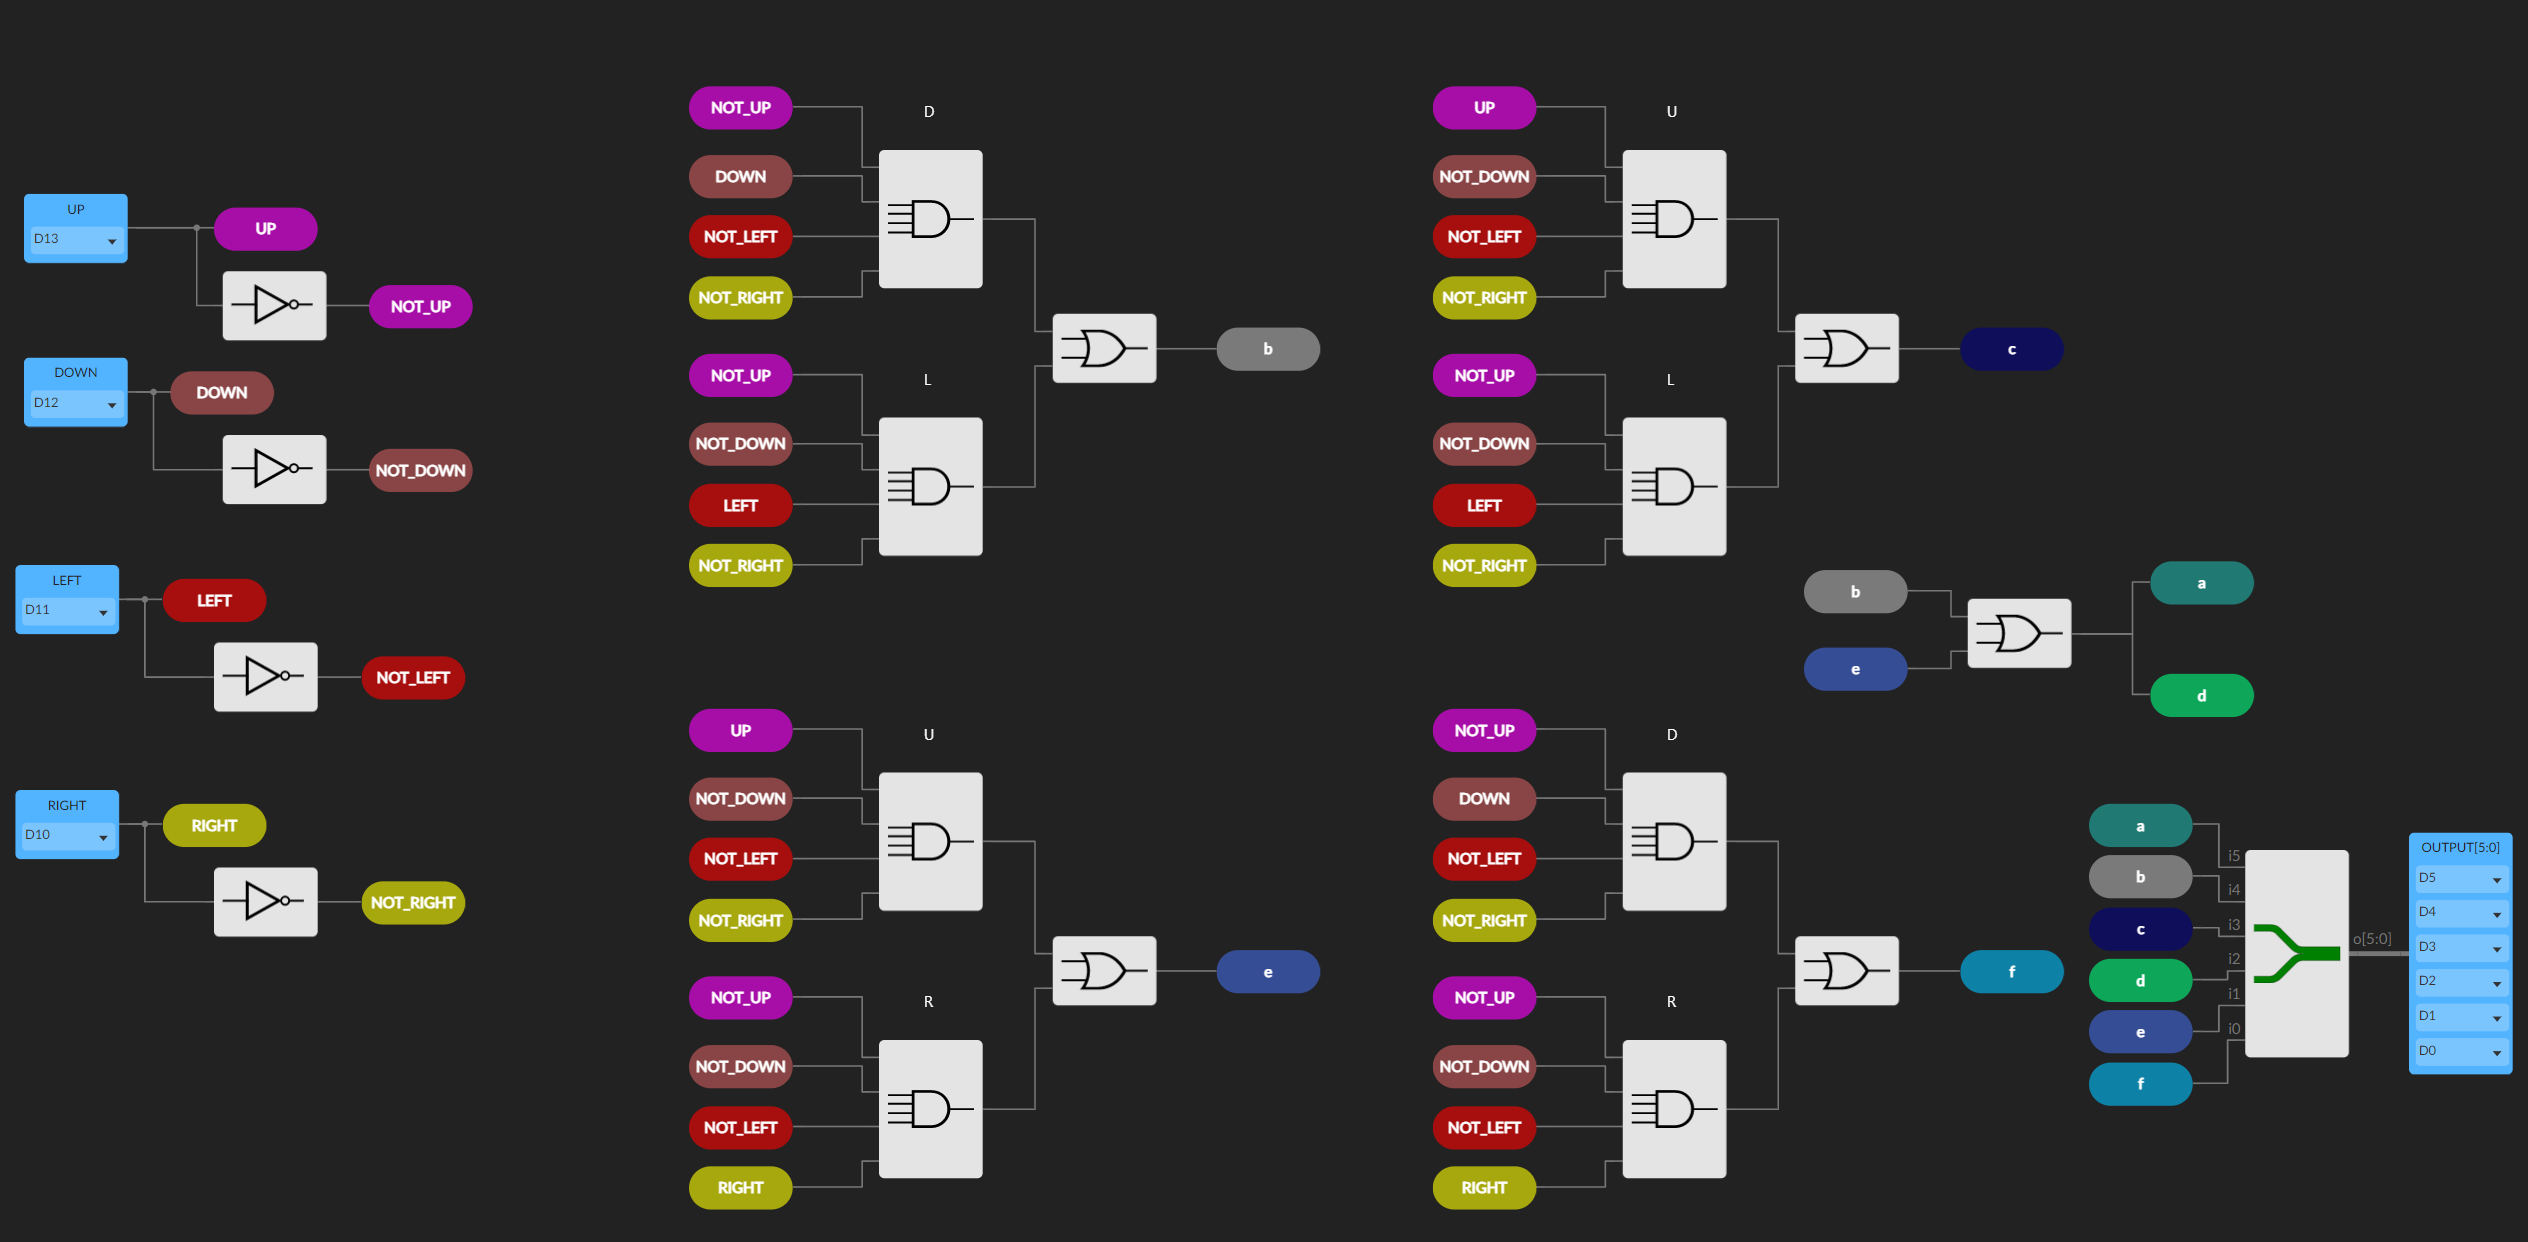 UP
D13
UP
NOT_UP
DOWN
D12
DOWN
NOT_DOWN
LEFT
D11
LEFT
NOT_LEFT
RIGHT
D10
RIGHT
NOT_RIGHT
NOT_UP
D
DOWN
NOT_LEFT
NOT_RIGHT
NOT_UP
L
NOT_DOWN
LEFT
NOT_RIGHT
b
UP
NOT_DOWN
U
NOT_LEFT
NOT_RIGHT
NOT_UP
R
NOT_DOWN
NOT_LEFT
RIGHT
e
UP
U
NOT_DOWN
NOT_LEFT
NOT_RIGHT
NOT_UP
L
NOT_DOWN
LEFT
NOT_RIGHT
c
b
e
a
d
NOT_UP
D
DOWN
NOT_LEFT
NOT_RIGHT
NOT_UP
R
NOT_DOWN
NOT_LEFT
RIGHT
f
a
b
c
d
e
f
i5
i4
i3
i2
i1
i0
o[5:0]
OUTPUT[5:0]
D5
D4
D3
D2
D1
D0